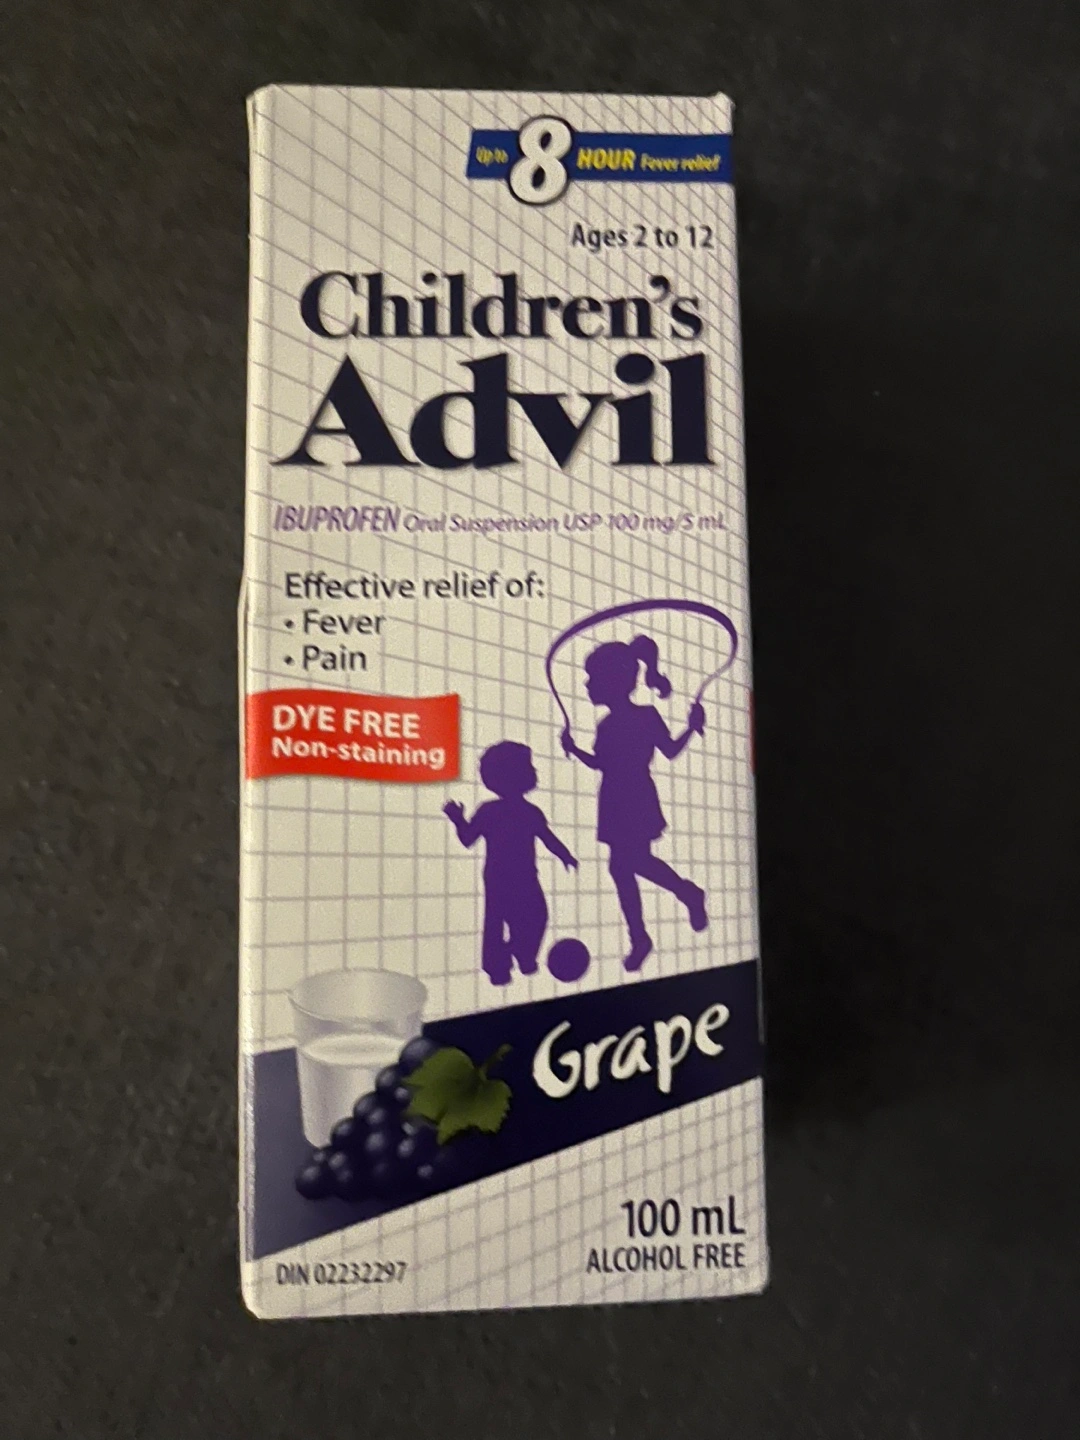 Up to 8 HOUR Fever relief
Ages 2 to 12
Children's
Advil
IBUPROFEN Oral Suspension USP 100 mg/5 mL
Effective relief of:
• Fever
• Pain
DYE FREE
Non-staining
Grape
100 mL
ALCOHOL FREE
DIN 02232297